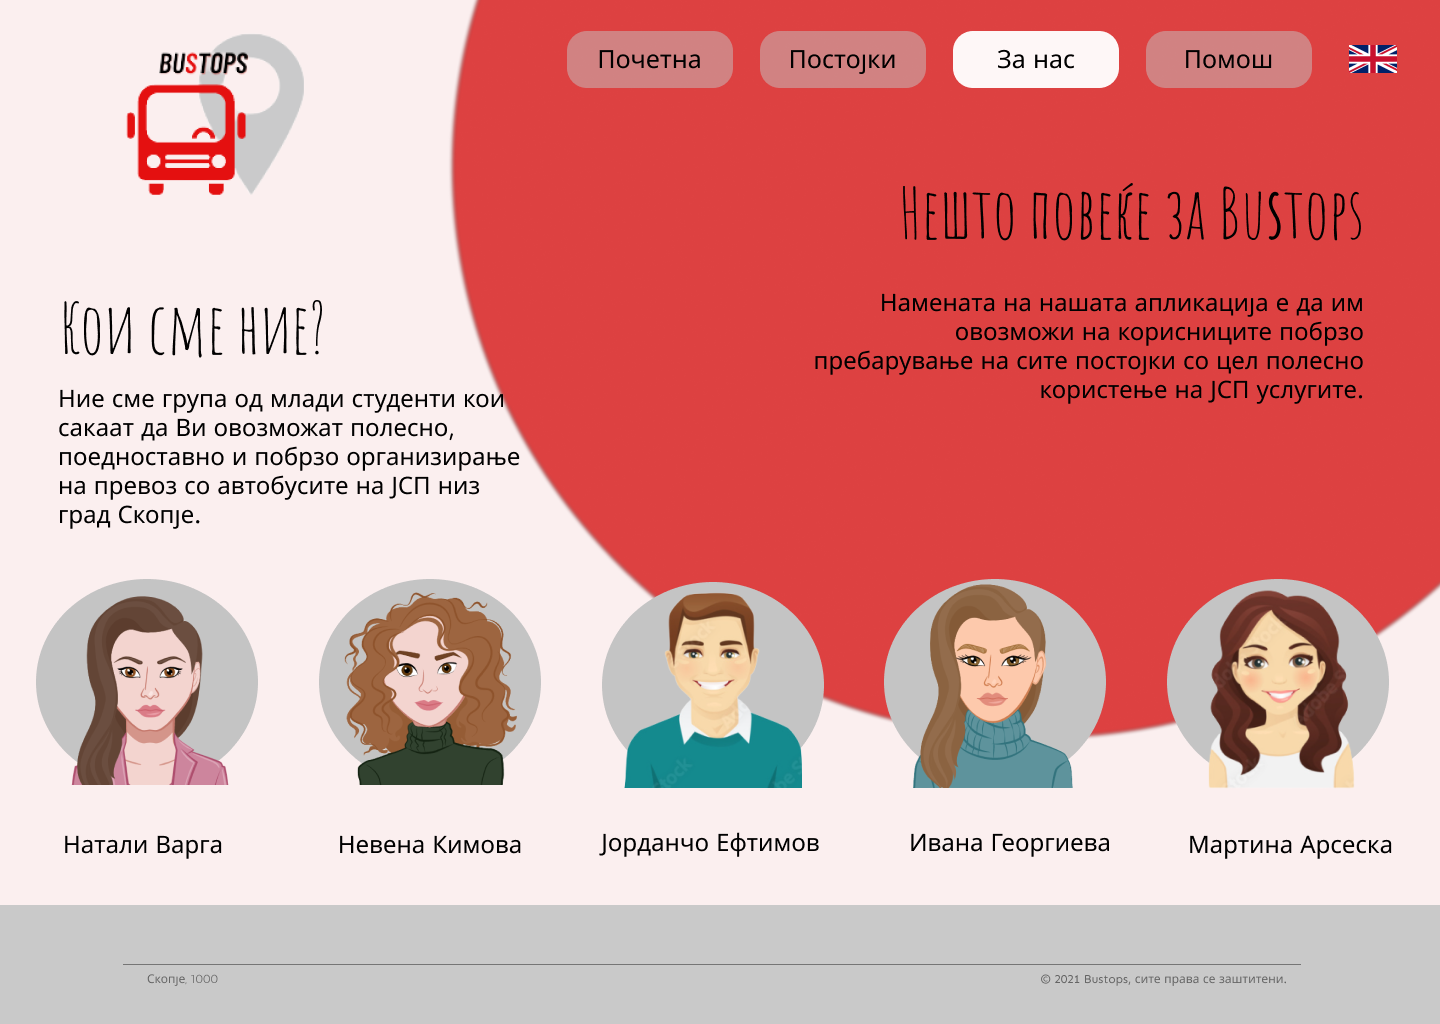 BUSTOPS
Почетна
Постојки
За нас
Помош
Нешто повеќе за Bustops
Намената на нашата апликација е да им
овозможи на корисниците побрзо
пребарување на сите постојки со цел полесно
користење на ЈСП услугите.
Кои сме ние?
Ние сме група од млади студенти кои
сакаат да Ви овозможат полесно,
поедноставно и побрзо организирање
на превоз со автобусите на ЈСП низ
град Скопје.
Натали Варга
Невена Кимова
Јорданчо Ефтимов
Ивана Георгиева
Мартина Арсеска
Скопје, 1000
© 2021 Bustops, сите права се заштитени.